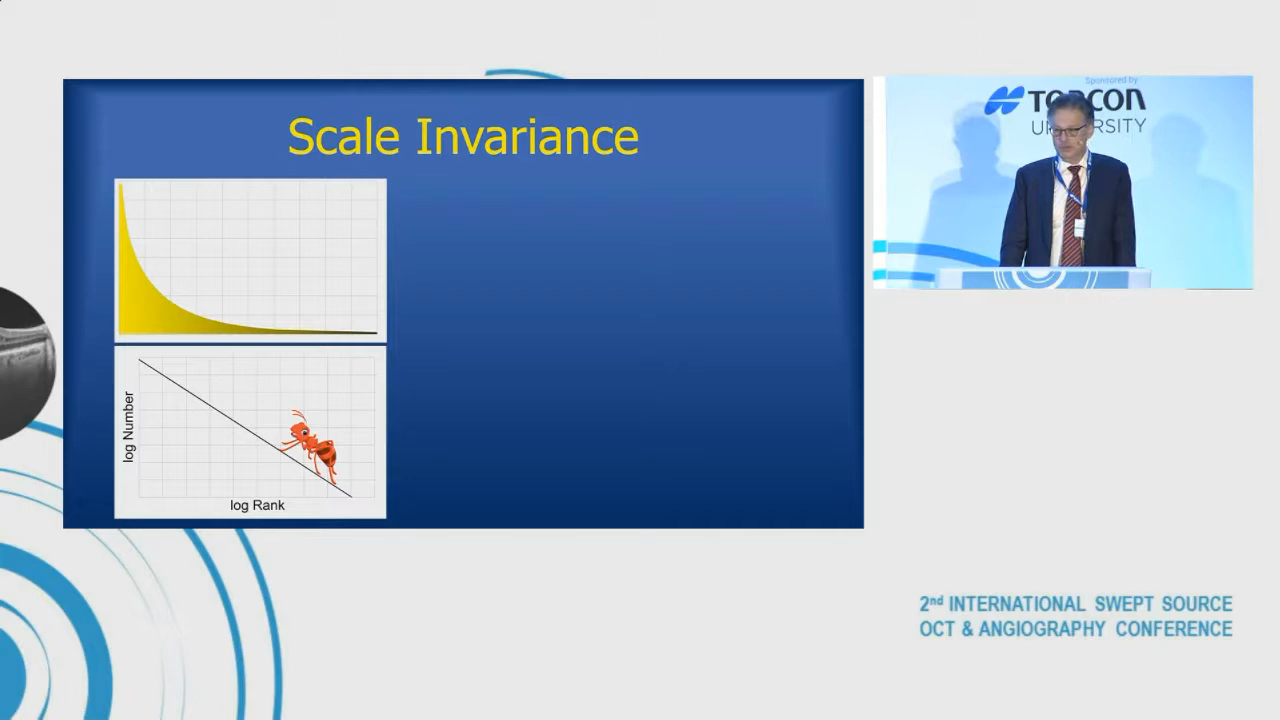 Scale Invariance
log Number
log Rank
Sponsored by
TOPCON
UNIVERSITY
2nd INTERNATIONAL SWEPT SOURCE
OCT & ANGIOGRAPHY CONFERENCE